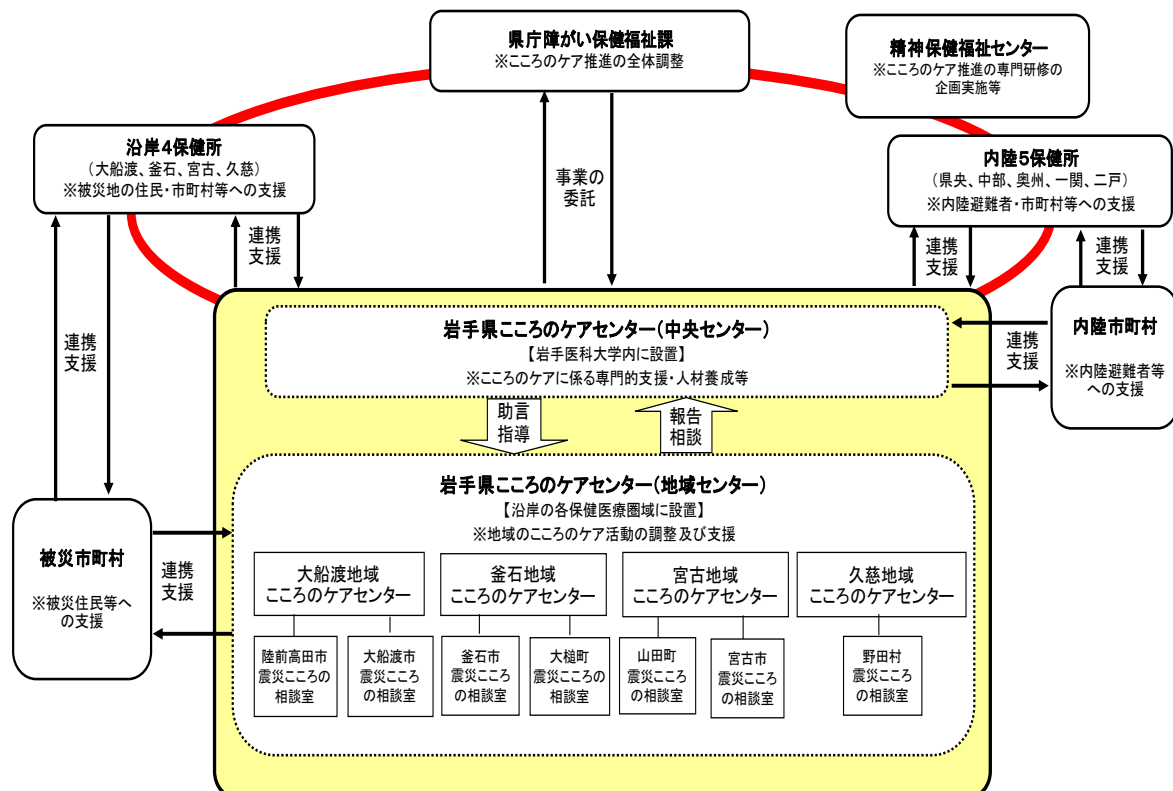 県庁障がい保健福祉課
※こころのケア推進の全体調整
精神保健福祉センター
※こころのケア推進の専門研修の
企画実施等
沿岸4保健所
(大船渡、釜石、宮古、久慈)
※被災地の住民・市町村等への支援
内陸5保健所
(県央、中部、奥州、一関、二戸)
※内陸避難者・市町村等への支援
事業の
委託
連携
支援
連携
支援
連携
支援
連携
支援
岩手県こころのケアセンター(中央センター)
【岩手医科大学内に設置】
※こころのケアに係る専門的支援・人材養成等
連携
支援
内陸市町村
※内陸避難者等
への支援
助言
指導
報告
相談
岩手県こころのケアセンター(地域センター)
【沿岸の各保健医療圏域に設置】
※地域のこころのケア活動の調整及び支援
被災市町村
※被災住民等へ
の支援
連携
支援
大船渡地域
こころのケアセンター
釜石地域
こころのケアセンター
宮古地域
こころのケアセンター
久慈地域
こころのケアセンター
陸前高田市
震災こころの
相談室
大船渡市
震災こころ
の相談室
釜石市
震災こころ
の相談室
大槌町
震災こころの
相談室
山田町
震災こころ
の相談室
宮古市
震災こころ
の相談室
野田村
震災こころ
の相談室